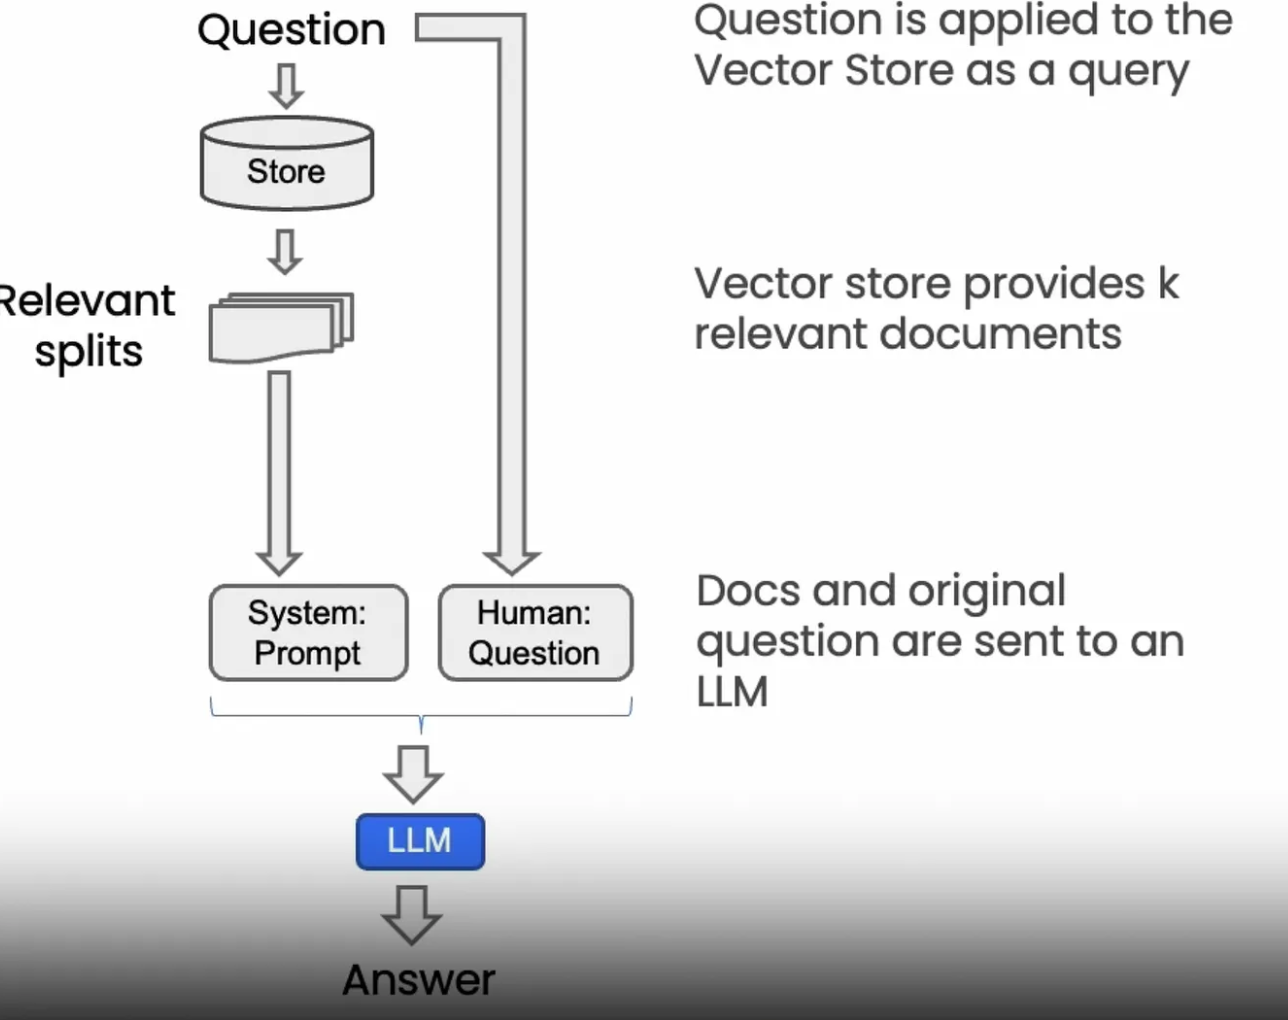 Question
Question is applied to the
Vector Store as a query
Store
Relevant
splits
Vector store provides k
relevant documents
System:
Prompt
Human:
Question
Docs and original
question are sent to an
LLM
LLM
Answer